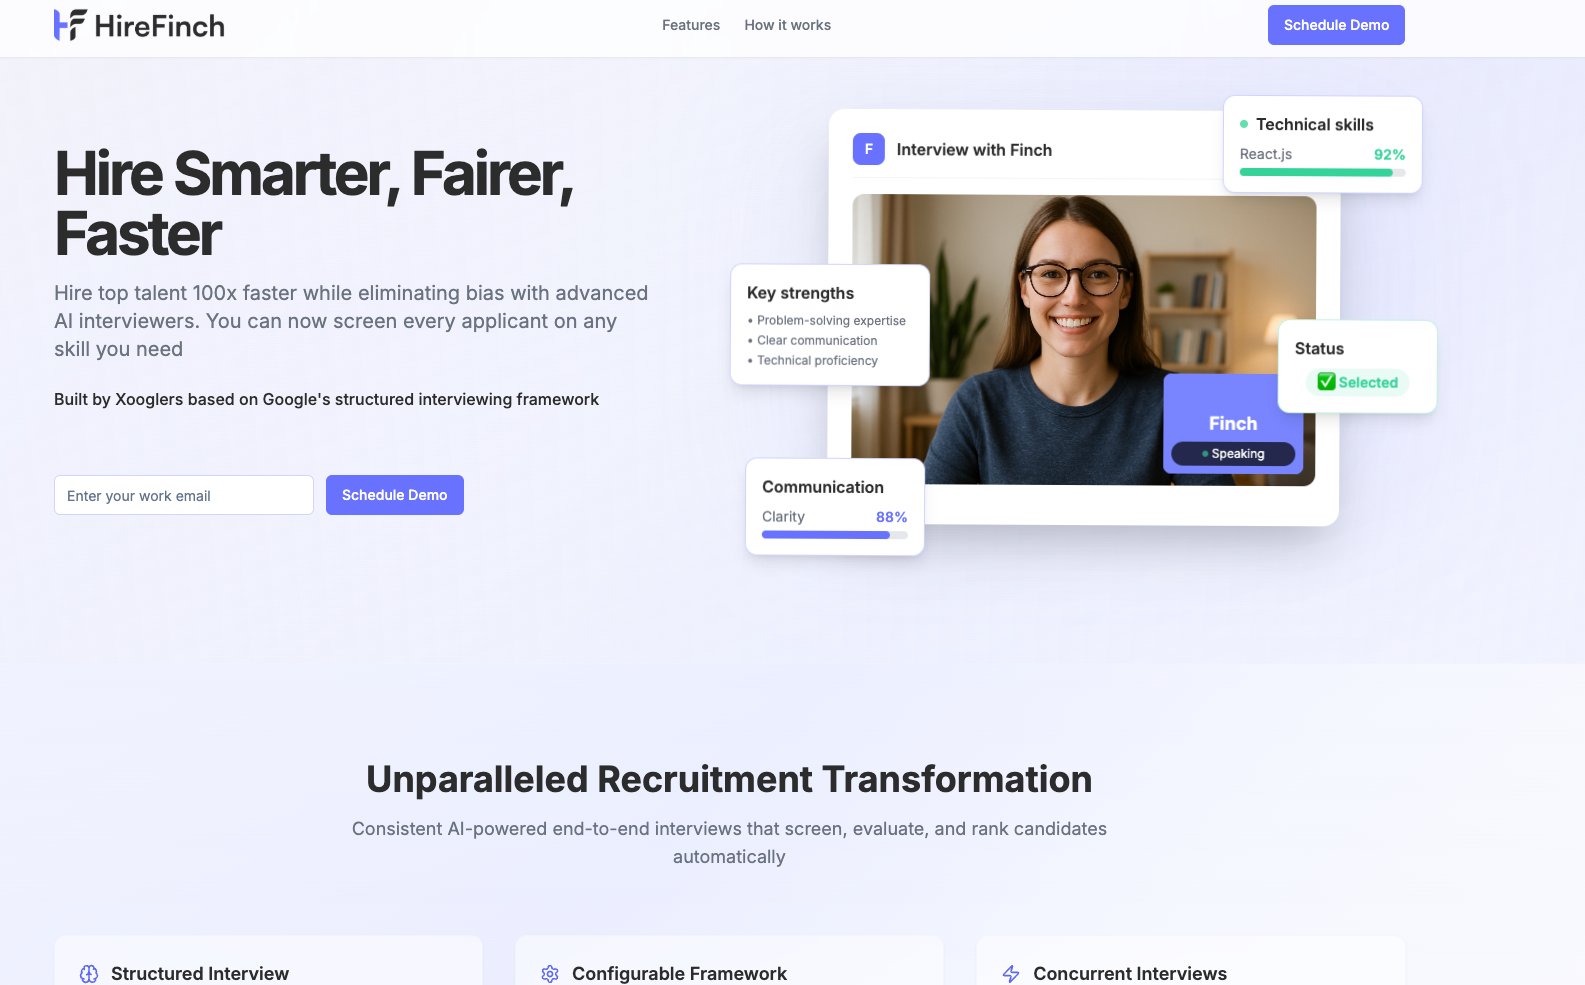 HireFinch
Features
How it works
Schedule Demo
Hire Smarter, Fairer,
Faster
Hire top talent 100x faster while eliminating bias with advanced
AI interviewers. You can now screen every applicant on any
skill you need
Built by Xooglers based on Google's structured interviewing framework
Enter your work email
Schedule Demo
F
Interview with Finch
Technical skills
React.js 92%
Key strengths
• Problem-solving expertise
• Clear communication
• Technical proficiency
Status
✅ Selected
Finch
Speaking
Communication
Clarity 88%
Unparalleled Recruitment Transformation
Consistent AI-powered end-to-end interviews that screen, evaluate, and rank candidates
automatically
Structured Interview
Configurable Framework
Concurrent Interviews